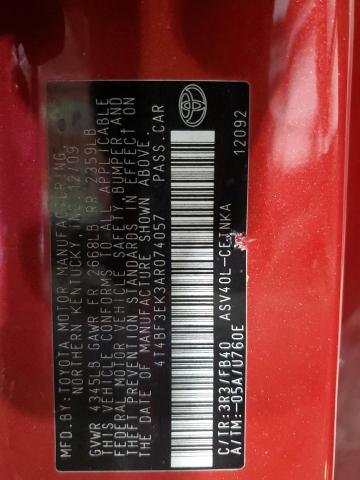 MFD.BY:TOYOTA MOTOR MANUFACTURING,
NORTHERN KENTUCKY, INC. 12/09
GVWR 4345LB GAWR FR 2668LB RR 2359LB
THIS VEHICLE CONFORMS TO ALL APPLICABLE
FEDERAL MOTOR VEHICLE SAFETY, BUMPER AND
THEFT PREVENTION STANDARDS IN EFFECT ON
THE DATE OF MANUFACTURE SHOWN ABOVE.
4T4BF3EK3AR074057 PASS.CAR
C/TR:3R3/FB40 ASV40L-CETNKA
A/TM:-05A/U760E 12092